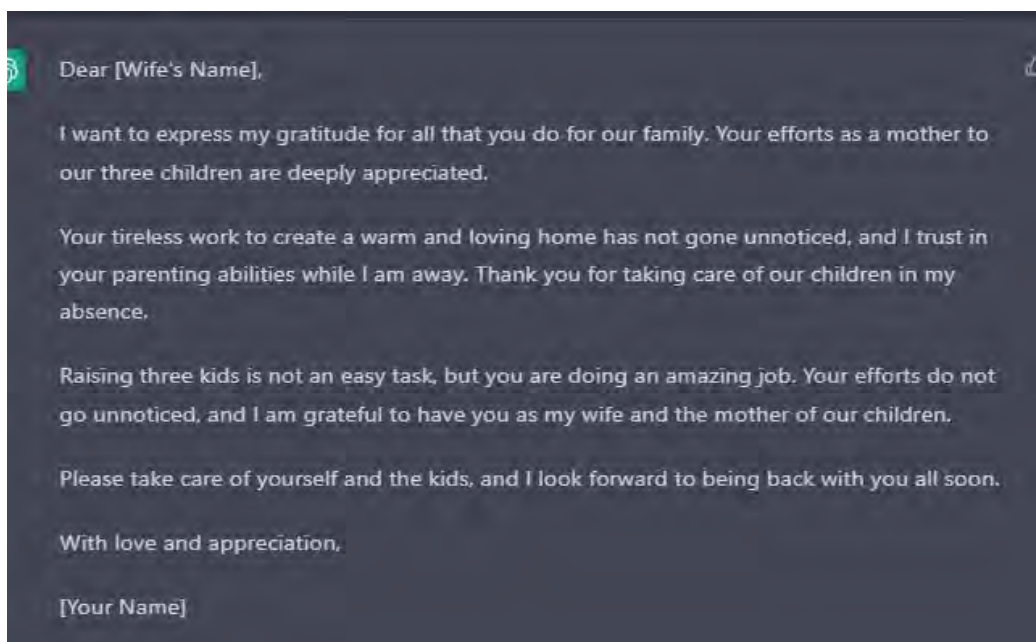 Dear [Wife's Name],
I want to express my gratitude for all that you do for our family. Your efforts as a mother to
our three children are deeply appreciated.
Your tireless work to create a warm and loving home has not gone unnoticed, and I trust in
your parenting abilities while I am away. Thank you for taking care of our children in my
absence.
Raising three kids is not an easy task, but you are doing an amazing job. Your efforts do not
go unnoticed, and I am grateful to have you as my wife and the mother of our children.
Please take care of yourself and the kids, and I look forward to being back with you all soon.
With love and appreciation,
[Your Name]